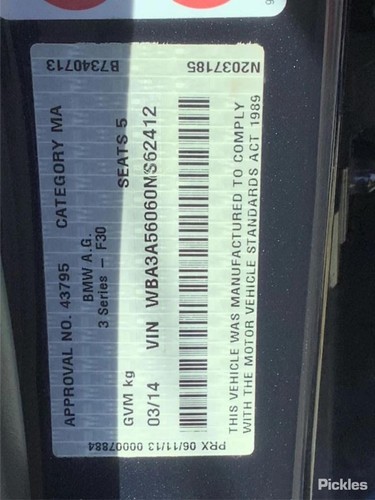 B7340713
N2037185
APPROVAL NO. 43795 CATEGORY MA
BMW A.G.
3 Series – F30
GVM kg SEATS 5
03/14 VIN WBA3A56060NS62412
THIS VEHICLE WAS MANUFACTURED TO COMPLY
WITH THE MOTOR VEHICLE STANDARDS ACT 1989
PRX 06/11/13 00007884
Pickles